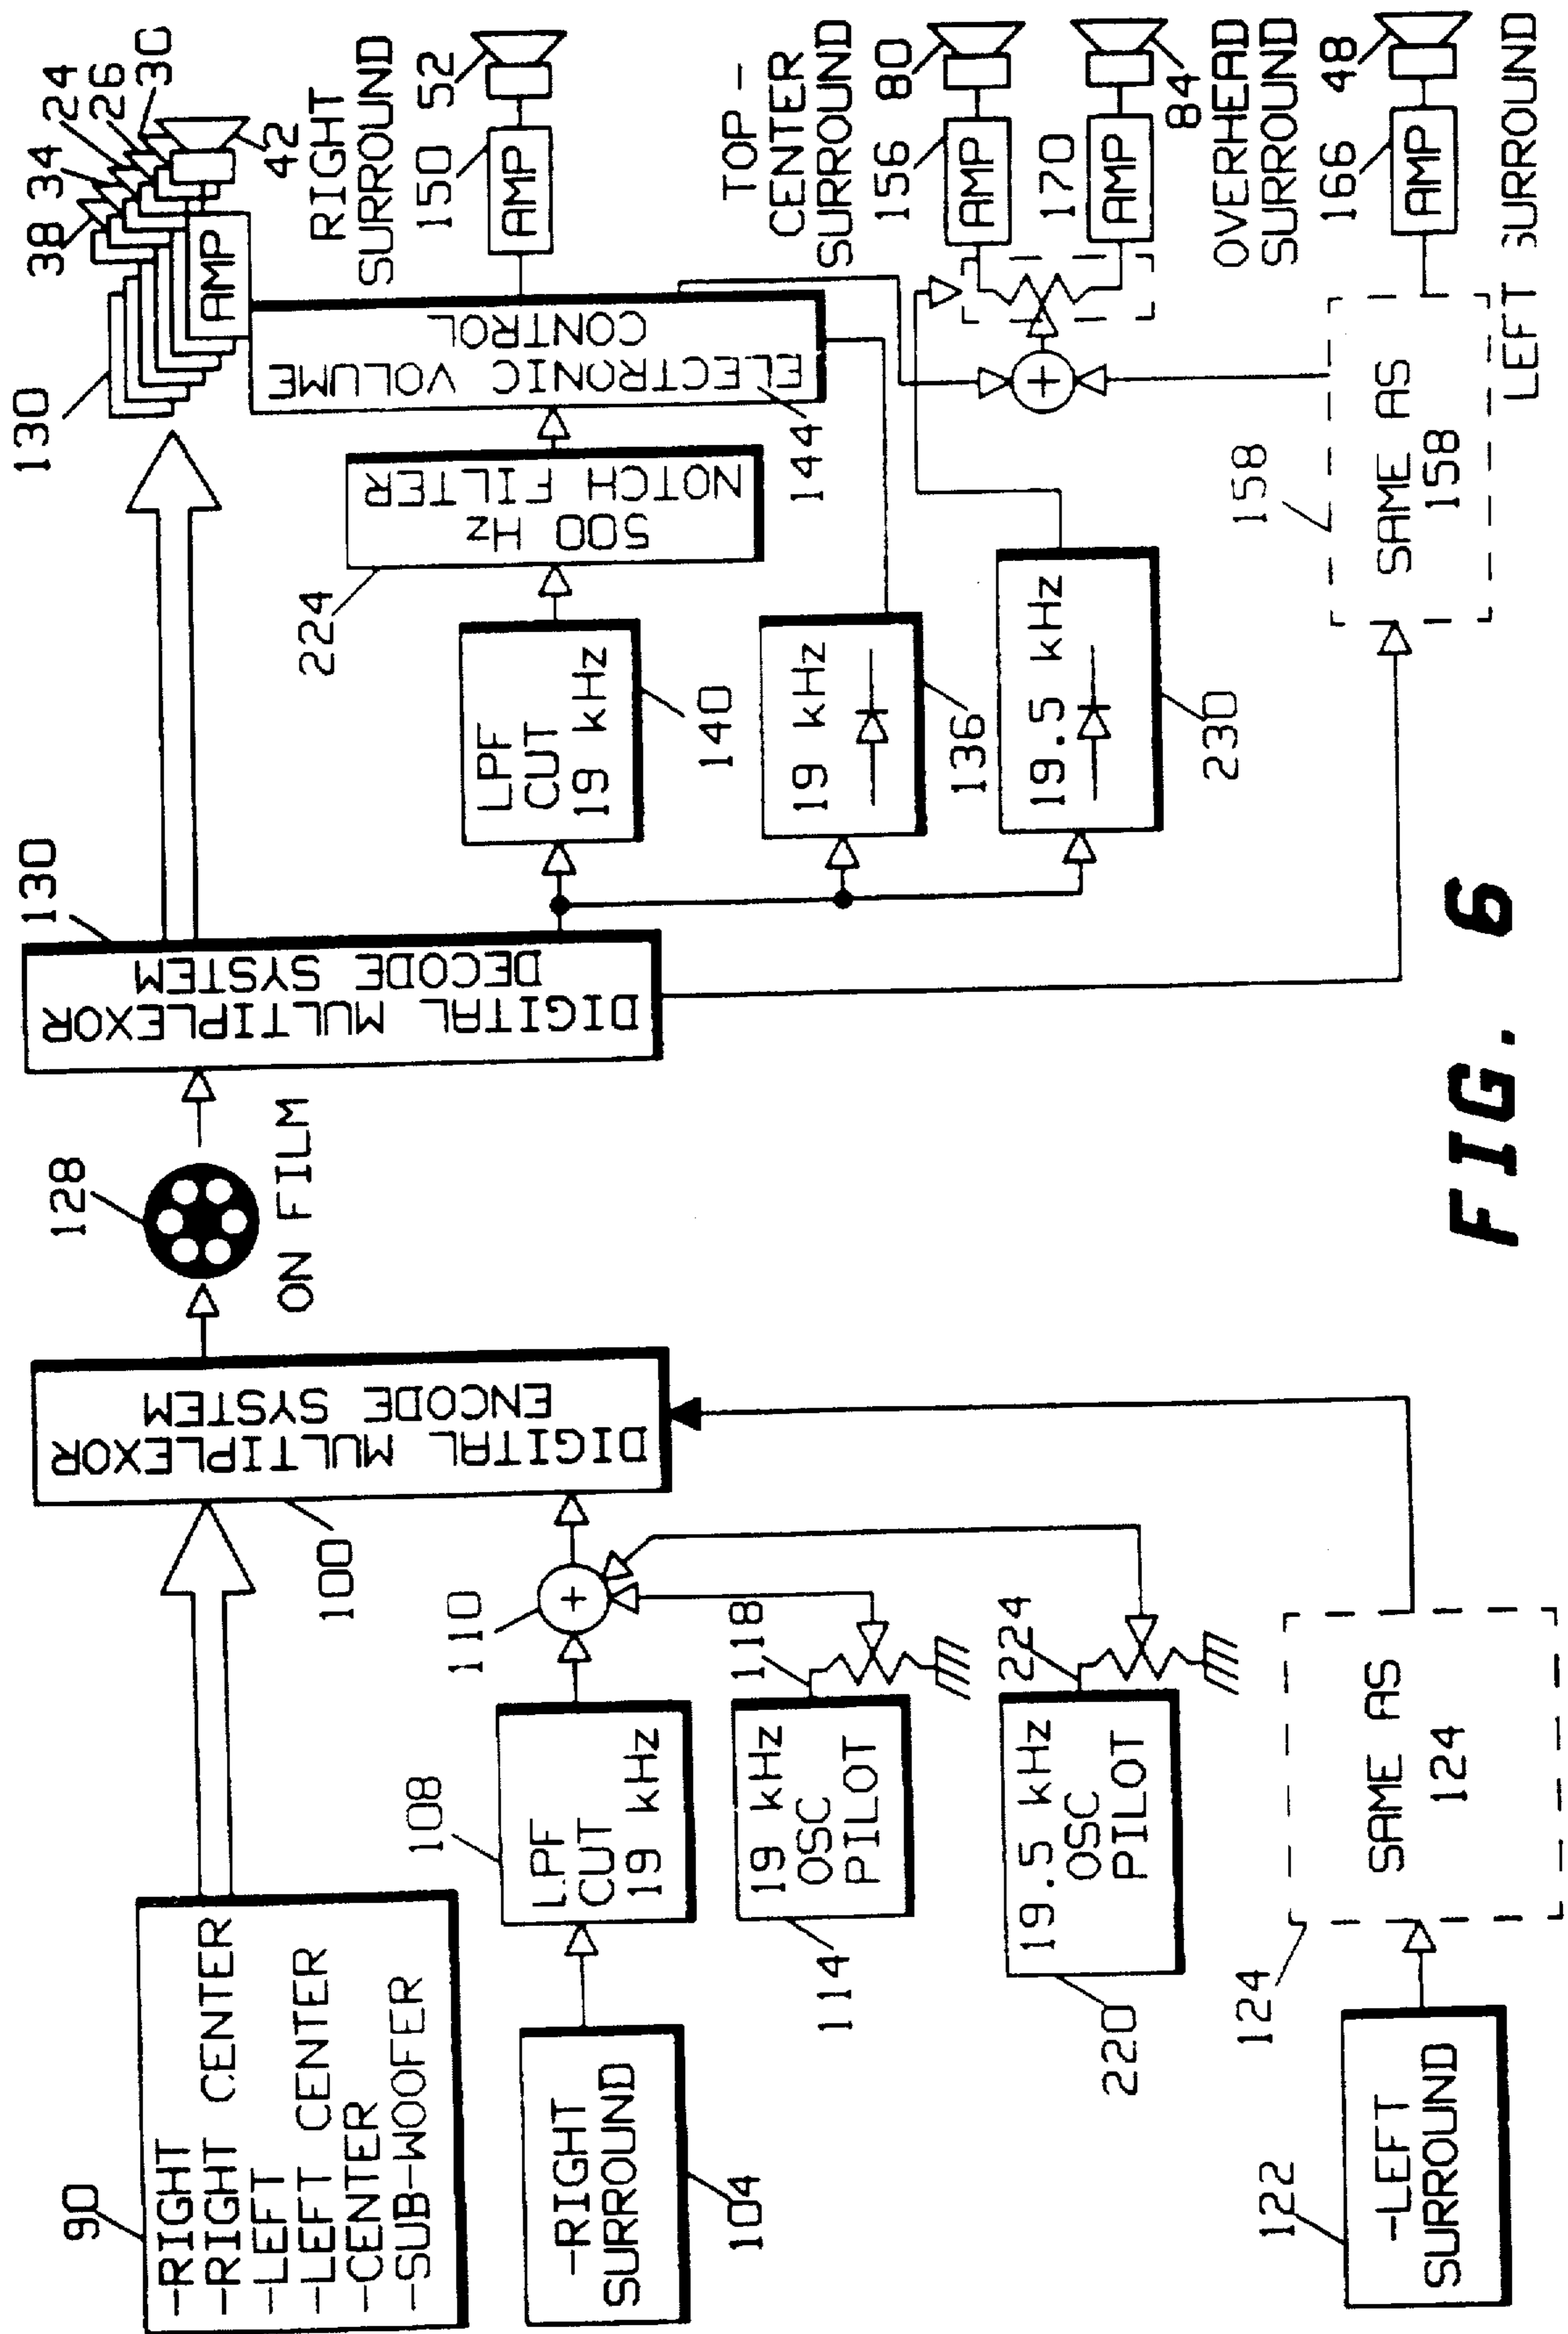 90
-RIGHT
-RIGHT CENTER
-LEFT
-LEFT CENTER
-CENTER
-SUB-WOOFER
100
DIGITAL MULTIPLEXOR
ENCODE SYSTEM
128
ON FILM
130
DIGITAL MULTIPLEXOR
DECODE SYSTEM
130
38
34
24
26
30
AMP
42
104
-RIGHT
SURROUND
108
LPF
CUT
19 kHz
110
+
114
19 kHz
OSC
PILOT
118
220
19.5 kHz
OSC
PILOT
224
122
-LEFT
SURROUND
124
SAME AS
124
LPF
CUT
19 kHz
140
224
500 Hz
NOTCH FILTER
ELECTRONIC VOLUME
CONTROL
144
19 kHz
136
19.5 kHz
230
RIGHT
SURROUND
150
52
AMP
TOP -
CENTER
SURROUND
156
80
AMP
+
170
AMP
84
OVERHEAD
SURROUND
158
SAME AS
158
166
48
AMP
LEFT SURROUND
FIG. 6